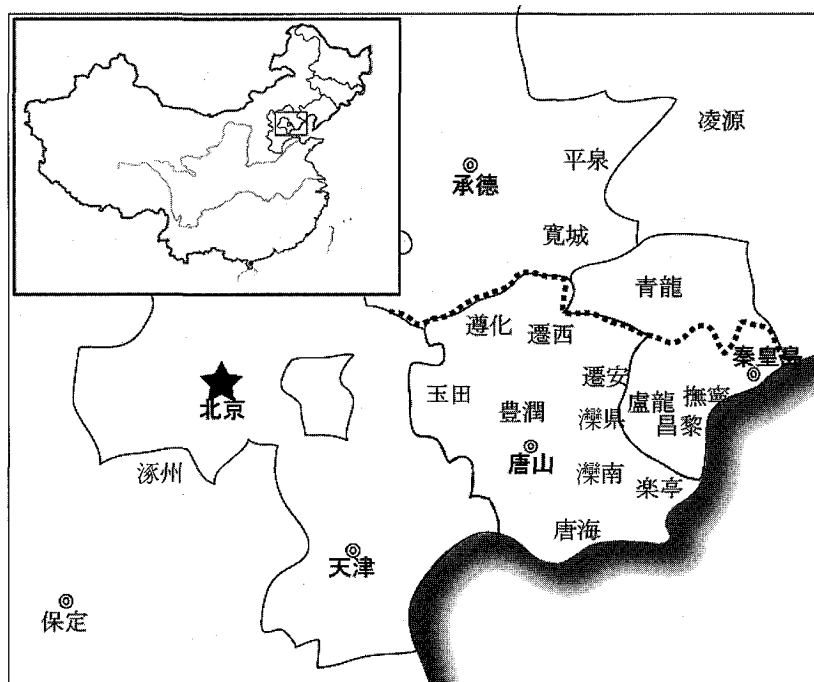 凌源
平泉
承德
寛城
青龍
遵化
遷西
秦皇島
遷安
玉田
盧龍
撫寧
北京
豊潤
灤県
昌黎
唐山
涿州
灤南
楽亭
唐海
天津
保定